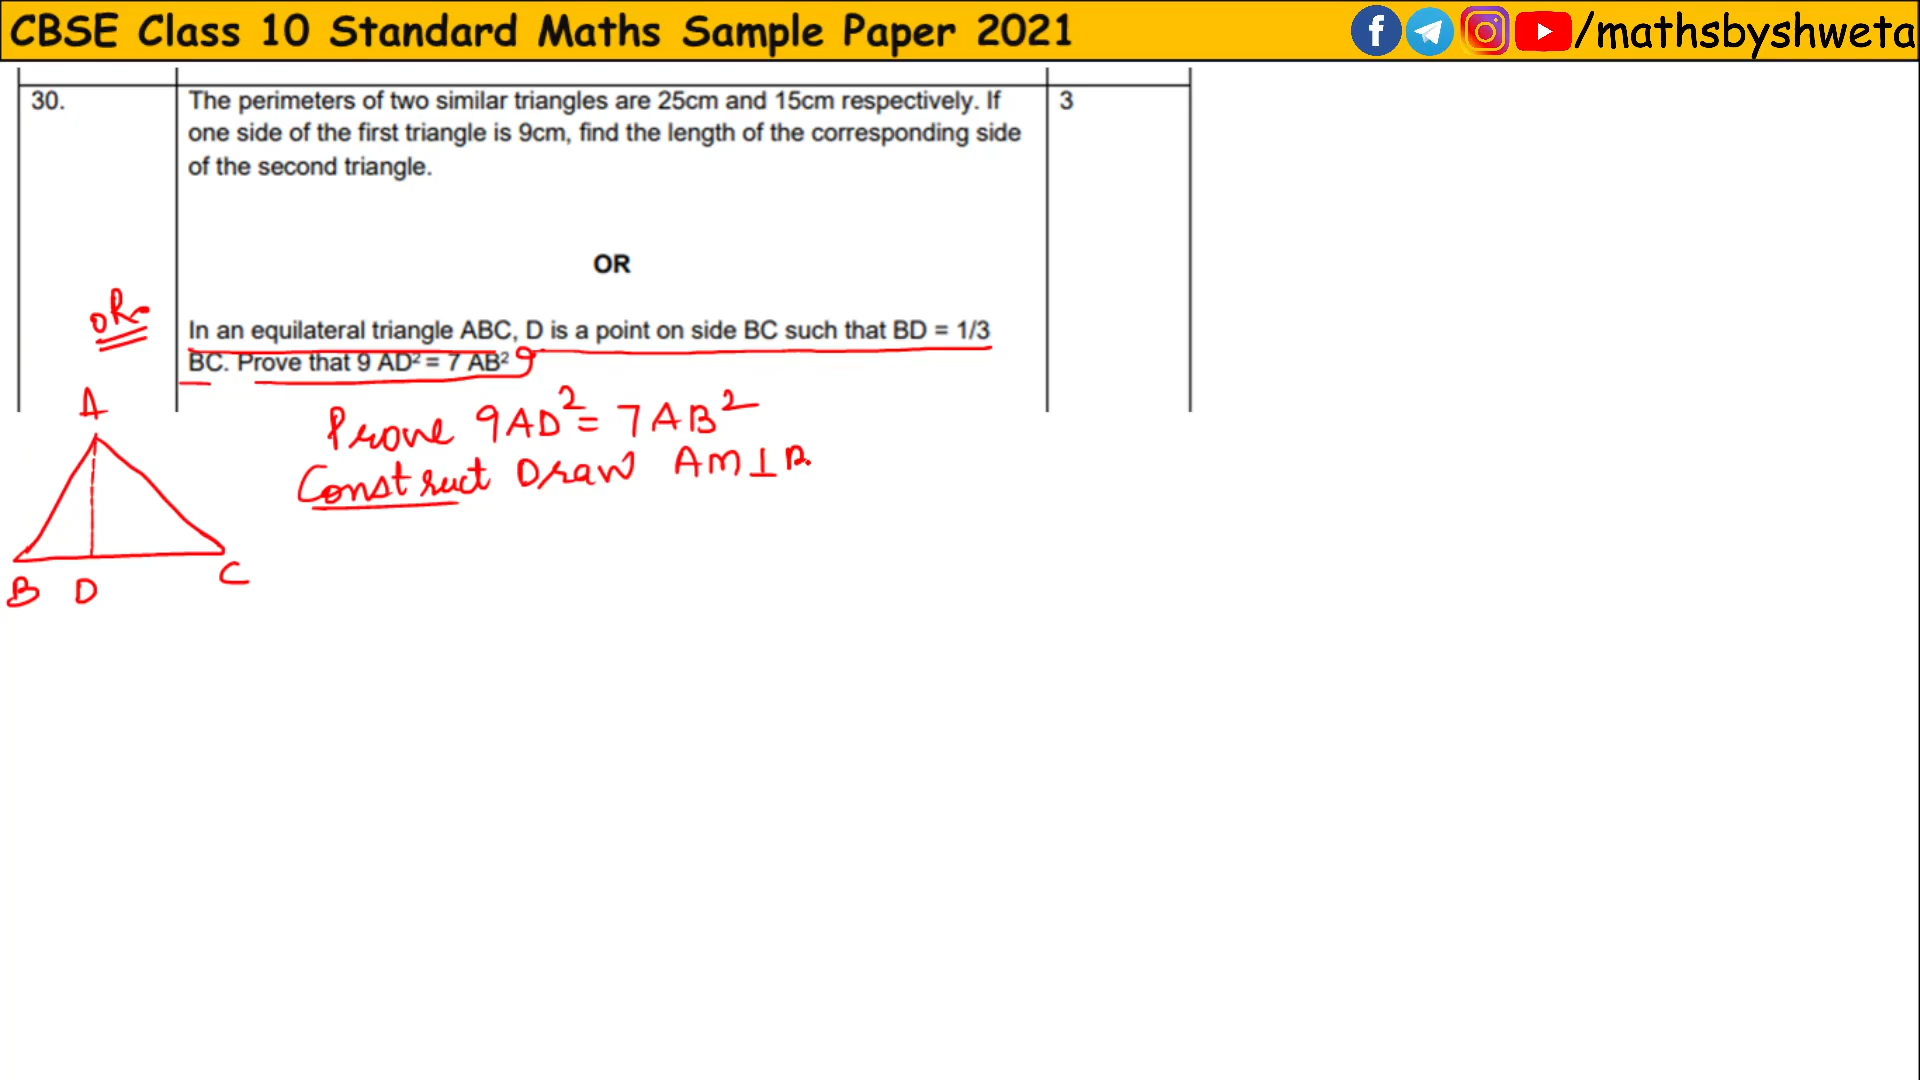 CBSE Class 10 Standard Maths Sample Paper 2021
/mathsbyshweta
30.
The perimeters of two similar triangles are 25cm and 15cm respectively. If
3
one side of the first triangle is 9cm, find the length of the corresponding side
of the second triangle.
OR
OR
In an equilateral triangle ABC, D is a point on side BC such that BD = 1/3
BC. Prove that 9 AD² = 7 AB²
A
Prove 9AD² = 7AB²
Construct Draw AM⊥
B D C